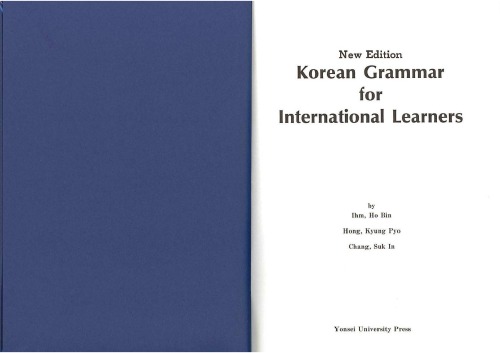 New Edition
Korean Grammar
for
International Learners
by
Ihm, Ho Bin
Hong, Kyung Pyo
Chang, Suk In
Yonsei University Press